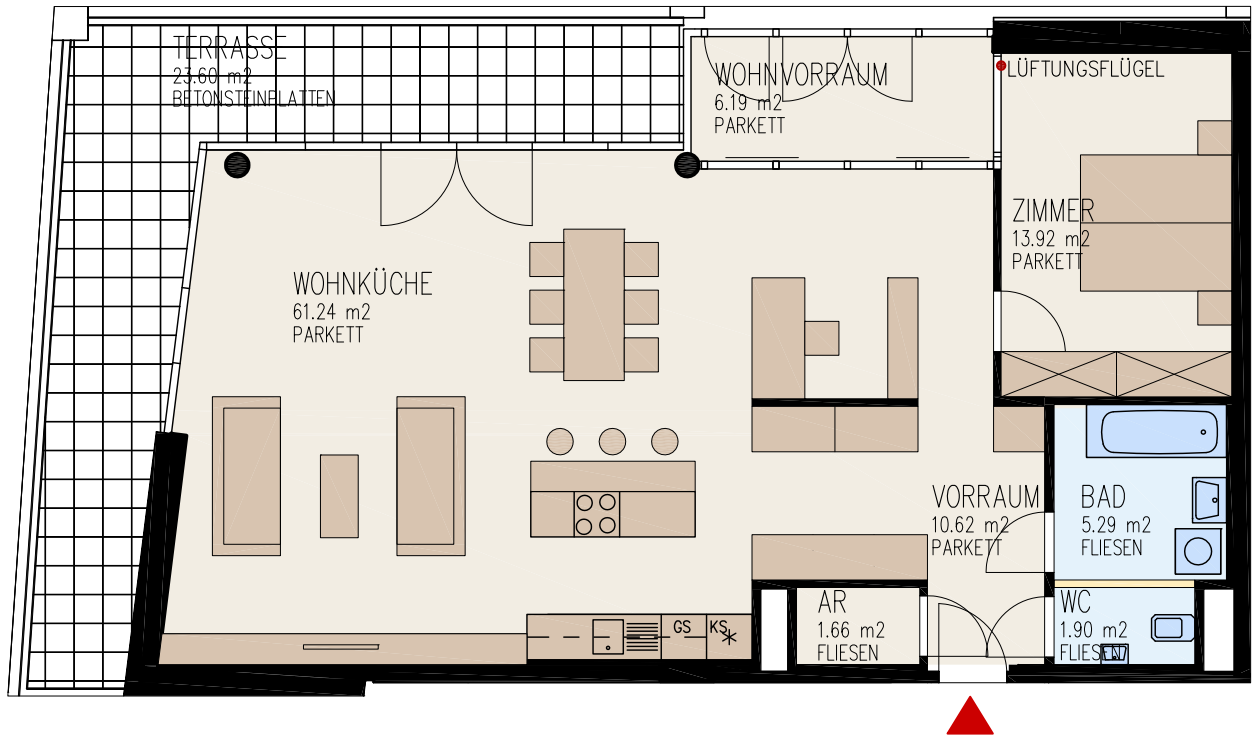 TERRASSE
23.60 m2
BETONSTEINPLATTEN
WOHNVORRAUM
6.19 m2
PARKETT
LÜFTUNGSFLÜGEL
ZIMMER
13.92 m2
PARKETT
WOHNKÜCHE
61.24 m2
PARKETT
VORRAUM
10.62 m2
PARKETT
BAD
5.29 m2
FLIESEN
AR
1.66 m2
FLIESEN
WC
1.90 m2
FLIESEN
GS
KS